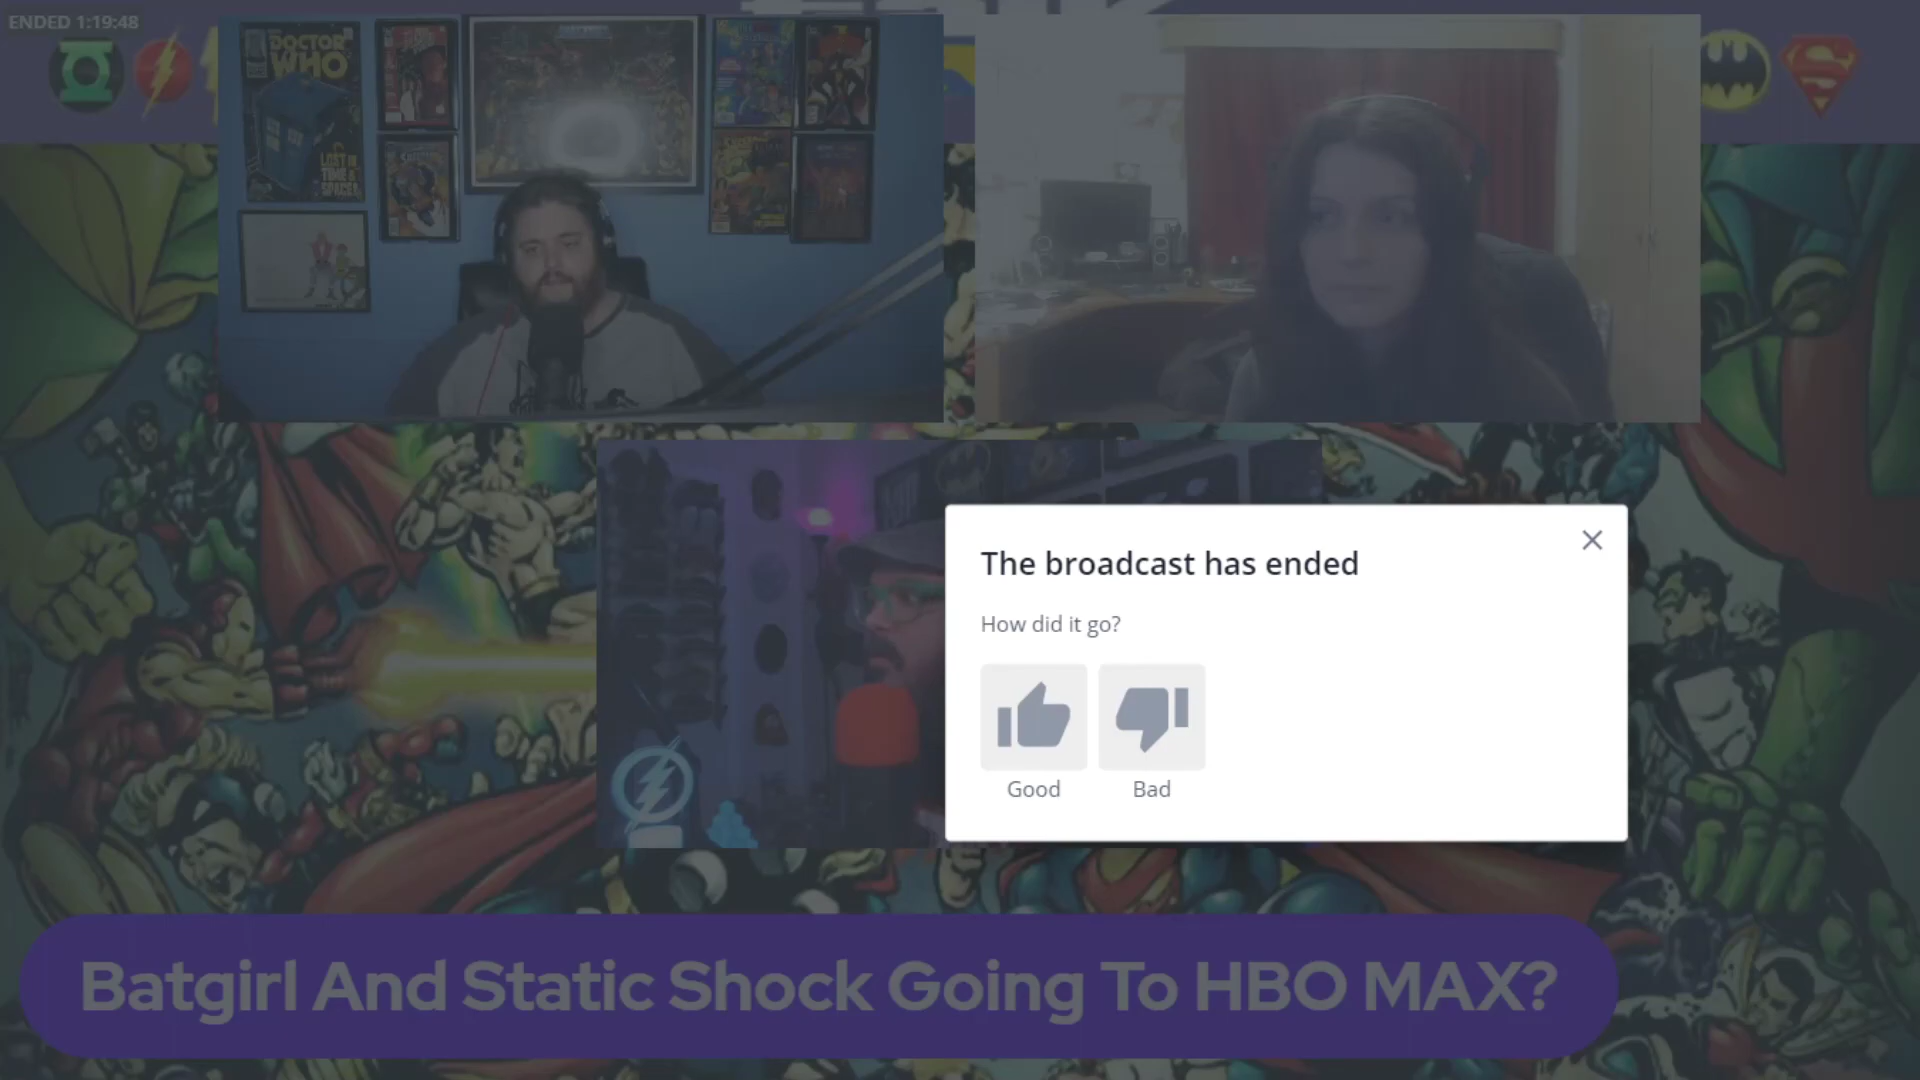 ENDED 1:19:48
DOCTOR
WHO
LOST IN
TIME &
SPACE!
The broadcast has ended
How did it go?
Good
Bad
Batgirl And Static Shock Going To HBO MAX?